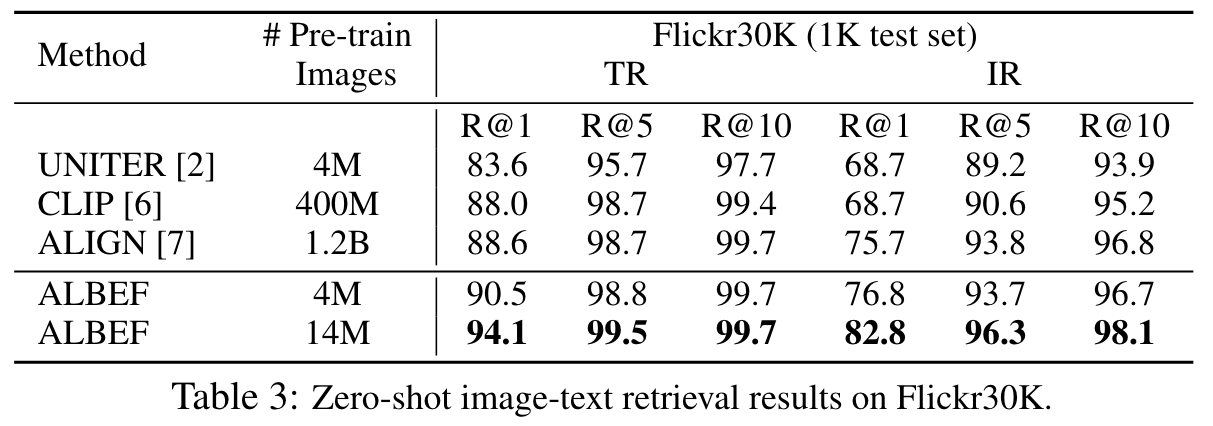 Method # Pre-train Images Flickr30K (1K test set)
TR IR
R@1 R@5 R@10 R@1 R@5 R@10
UNITER [2] 4M 83.6 95.7 97.7 68.7 89.2 93.9
CLIP [6] 400M 88.0 98.7 99.4 68.7 90.6 95.2
ALIGN [7] 1.2B 88.6 98.7 99.7 75.7 93.8 96.8
ALBEF 4M 90.5 98.8 99.7 76.8 93.7 96.7
ALBEF 14M 94.1 99.5 99.7 82.8 96.3 98.1
Table 3: Zero-shot image-text retrieval results on Flickr30K.